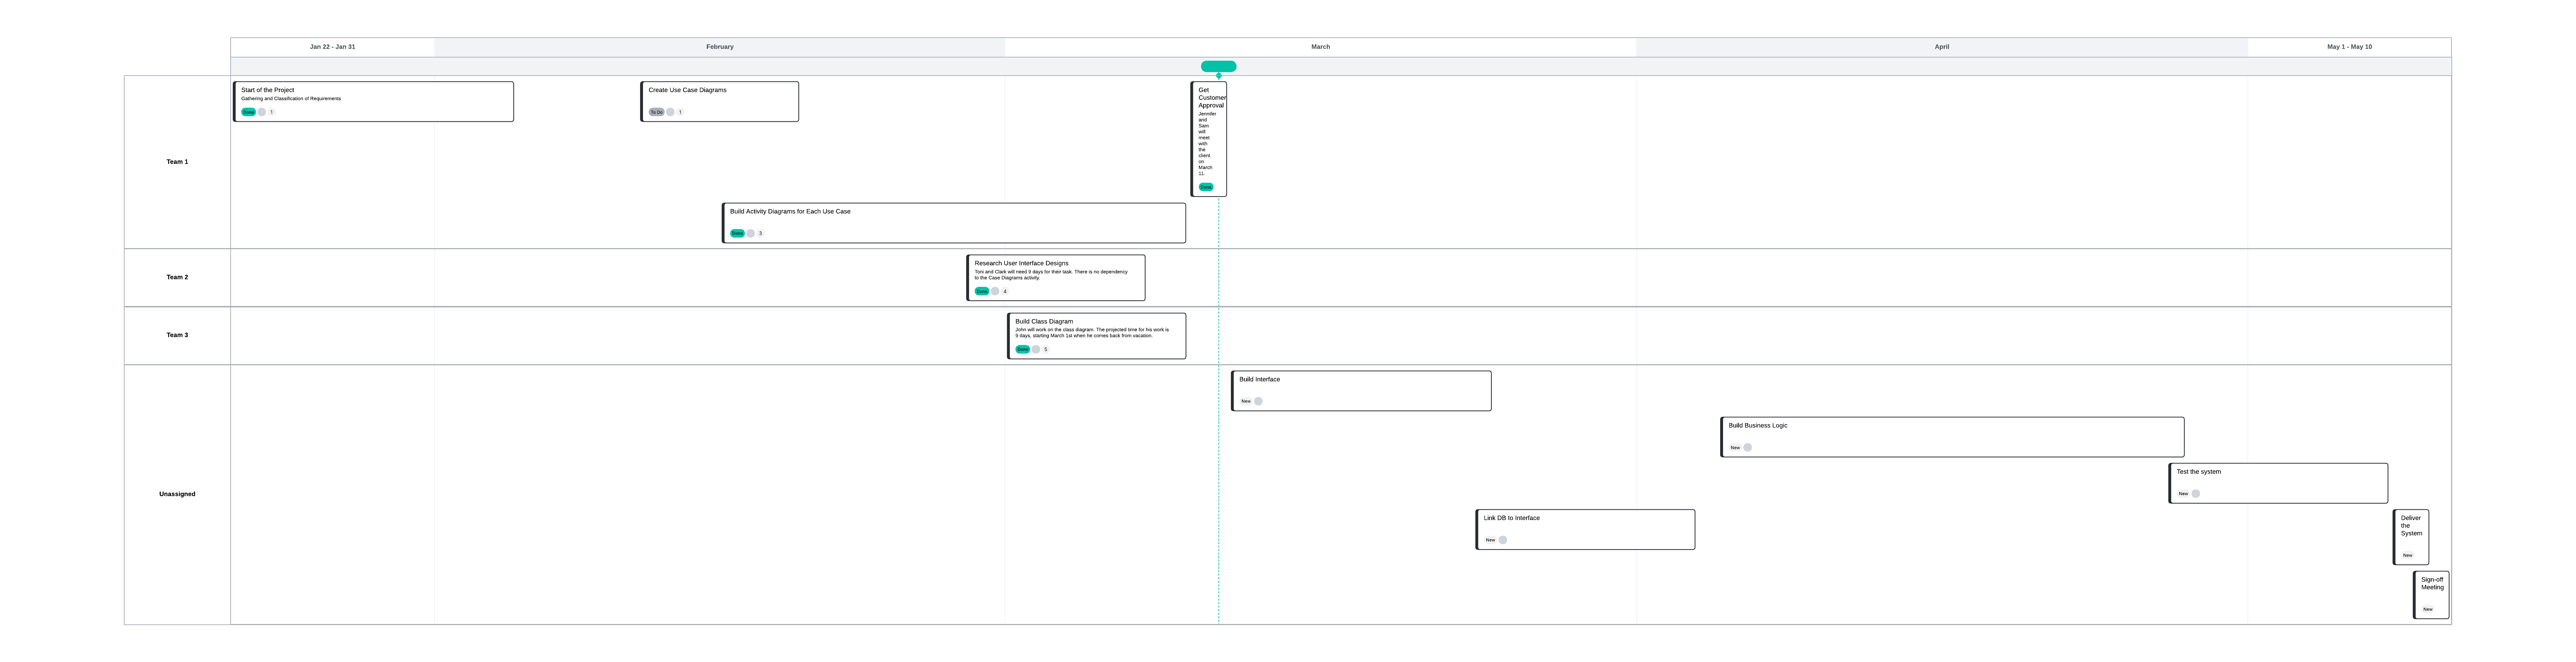 Jan 22 - Jan 31
February
March
April
May 1 - May 10
Team 1
Start of the Project
Gathering and Classification of Requirements
Done
1
Create Use Case Diagrams
To Do
1
Get
Customer
Approval
Jennifer
and
Sam
will
meet
with
the
client
on
March
11.
Done
Build Activity Diagrams for Each Use Case
Done
3
Team 2
Research User Interface Designs
Toni and Clark will need 9 days for their task. There is no dependency
to the Case Diagrams activity.
Done
4
Team 3
Build Class Diagram
John will work on the class diagram. The projected time for his work is
9 days, starting March 1st when he comes back from vacation.
Done
5
Unassigned
Build Interface
New
Build Business Logic
New
Test the system
New
Link DB to Interface
New
Deliver
the
System
New
Sign-off
Meeting
New